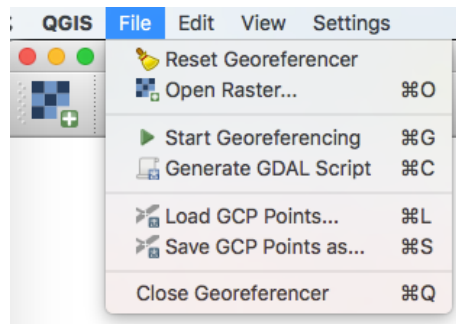 QGIS File Edit View Settings
Reset Georeferencer
Open Raster... ⌘O
Start Georeferencing ⌘G
Generate GDAL Script ⌘C
Load GCP Points... ⌘L
Save GCP Points as... ⌘S
Close Georeferencer ⌘Q